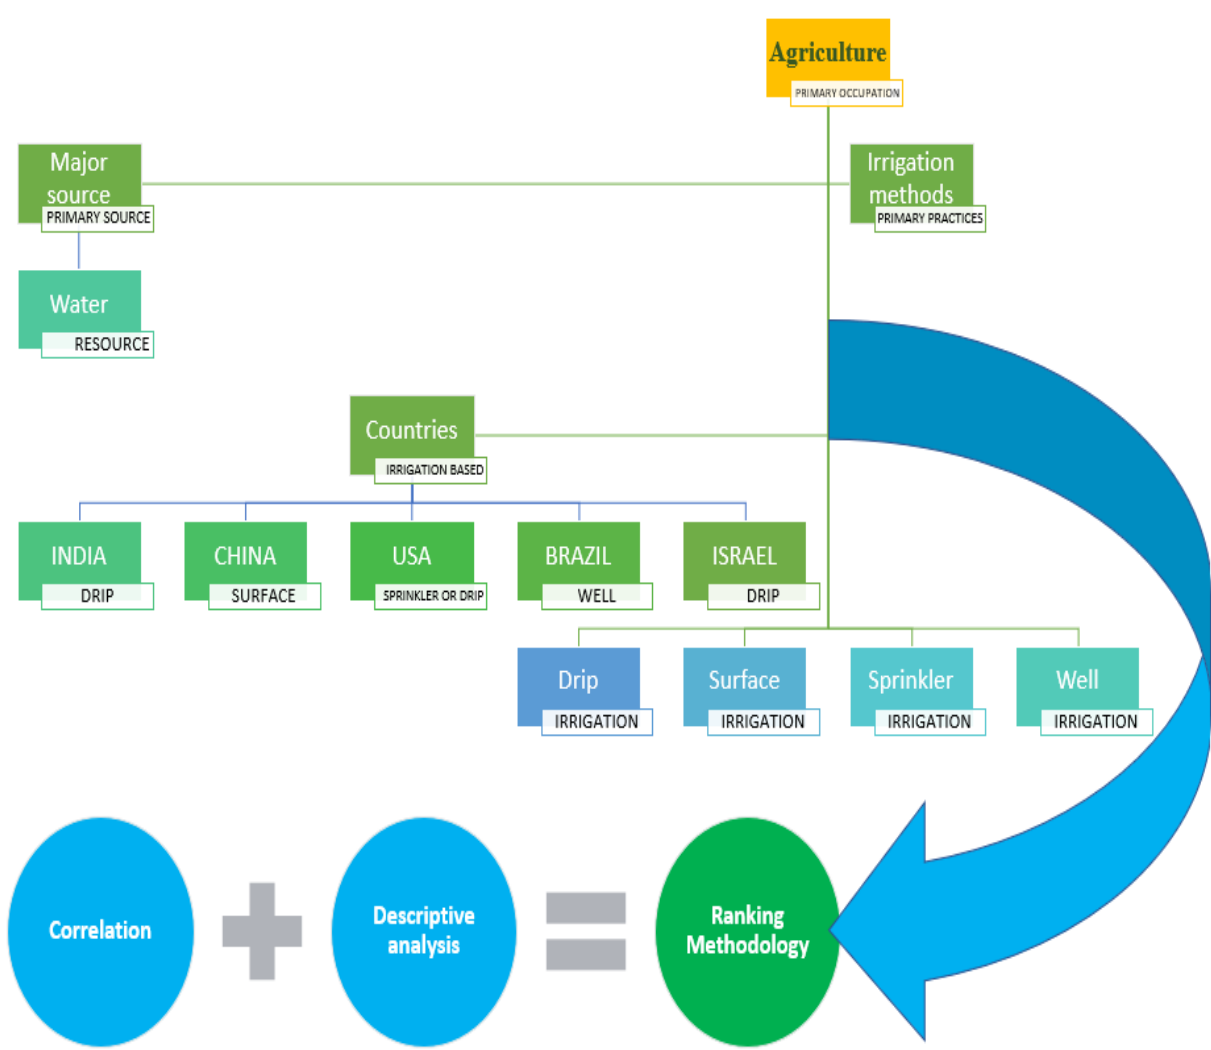 Agriculture
PRIMARY OCCUPATION
Major
source
PRIMARY SOURCE
Irrigation
methods
PRIMARY PRACTICES
Water
RESOURCE
Countries
IRRIGATION BASED
INDIA
DRIP
CHINA
SURFACE
USA
SPRINKLER OR DRIP
BRAZIL
WELL
ISRAEL
DRIP
Drip
IRRIGATION
Surface
IRRIGATION
Sprinkler
IRRIGATION
Well
IRRIGATION
Correlation
Descriptive
analysis
Ranking
Methodology